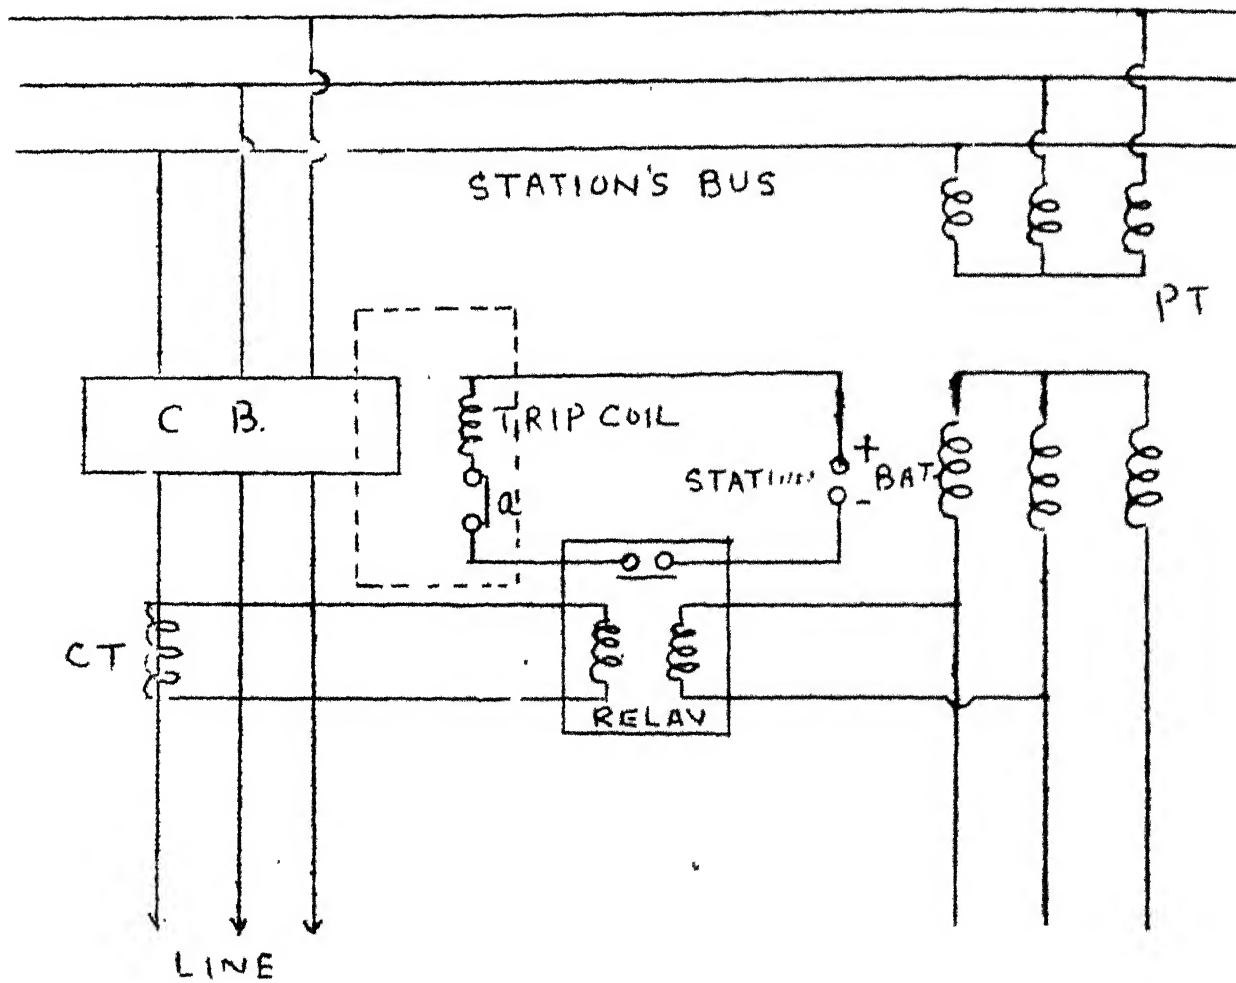 STATION'S BUS
PT
C B.
TRIP COIL
+
BAT
a
-
CT
RELAY
LINE